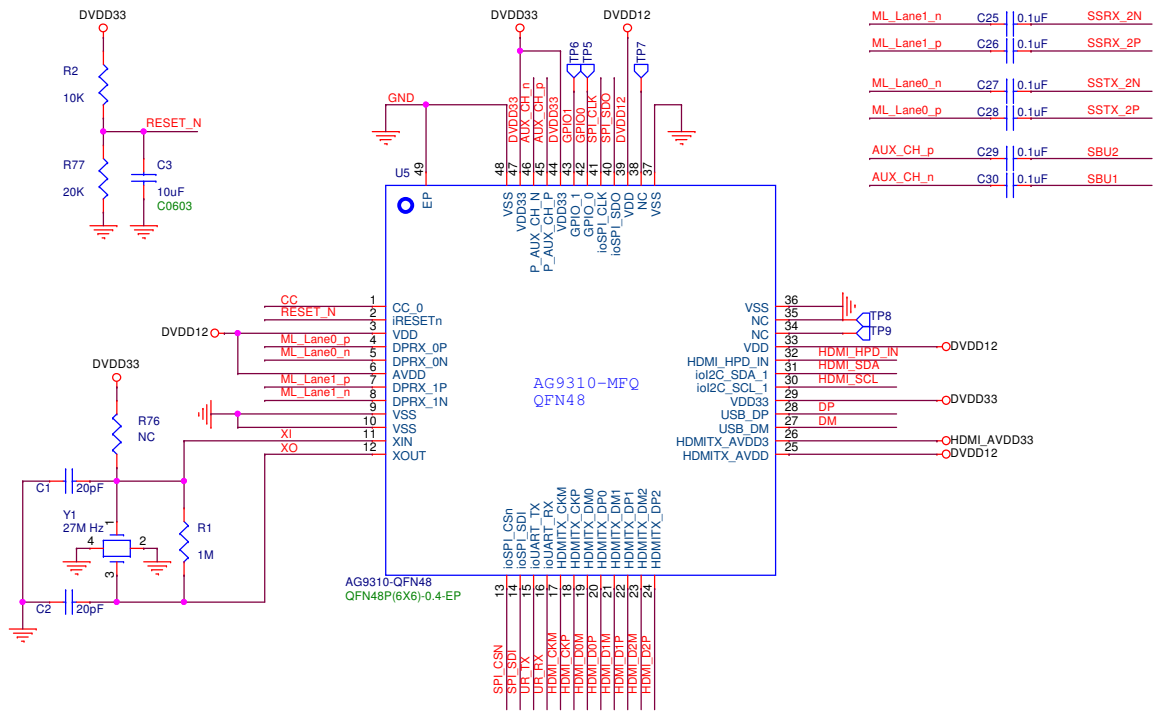 DVDD33
R2
10K
RESET_N
R77
20K
C3
10uF
C0603
DVDD33
DVDD12
TP6
TP5
TP7
GND
DVDD33
AUX_CH_n
AUX_CH_p
DVDD33
GPIO1
GPIO0
SPI_CLK
SPI_SDO
DVDD12
U5
49
48
47
46
45
44
43
42
41
40
39
38
37
EP
VSS
VDD33
P_AUX_CH_N
P_AUX_CH_P
VDD33
GPIO_1
GPIO_0
ioSPI_CLK
ioSPI_SDO
VDD
NC
VSS
ML_Lane1_n C25 0.1uF SSRX_2N
ML_Lane1_p C26 0.1uF SSRX_2P
ML_Lane0_n C27 0.1uF SSTX_2N
ML_Lane0_p C28 0.1uF SSTX_2P
AUX_CH_p C29 0.1uF SBU2
AUX_CH_n C30 0.1uF SBU1
CC 1 CC_0
RESET_N 2 iRESETn
DVDD12 3 VDD
ML_Lane0_p 4 DPRX_0P
ML_Lane0_n 5 DPRX_0N
6 AVDD
ML_Lane1_p 7 DPRX_1P
ML_Lane1_n 8 DPRX_1N
9 VSS
10 VSS
XI 11 XIN
XO 12 XOUT
AG9310-MFQ
QFN48
VSS 36
NC 35 TP8
NC 34 TP9
VDD 33 DVDD12
HDMI_HPD_IN 32 HDMI_HPD_IN
ioI2C_SDA_1 31 HDMI_SDA
ioI2C_SCL_1 30 HDMI_SCL
VDD33 29 DVDD33
USB_DP 28 DP
USB_DM 27 DM
HDMITX_AVDD3 26 HDMI_AVDD33
HDMITX_AVDD 25 DVDD12
DVDD33
R76
NC
C1 20pF
Y1
27M Hz
1
4
2
3
R1
1M
C2 20pF
ioSPI_CSn
ioSPI_SDI
ioUART_TX
ioUART_RX
HDMITX_CKM
HDMITX_CKP
HDMITX_DM0
HDMITX_DP0
HDMITX_DM1
HDMITX_DP1
HDMITX_DM2
HDMITX_DP2
AG9310-QFN48
QFN48P(6X6)-0.4-EP
13
14
15
16
17
18
19
20
21
22
23
24
SPI_CSN
SPI_SDI
UR_TX
UR_RX
HDMI_CKM
HDMI_CKP
HDMI_D0M
HDMI_D0P
HDMI_D1M
HDMI_D1P
HDMI_D2M
HDMI_D2P